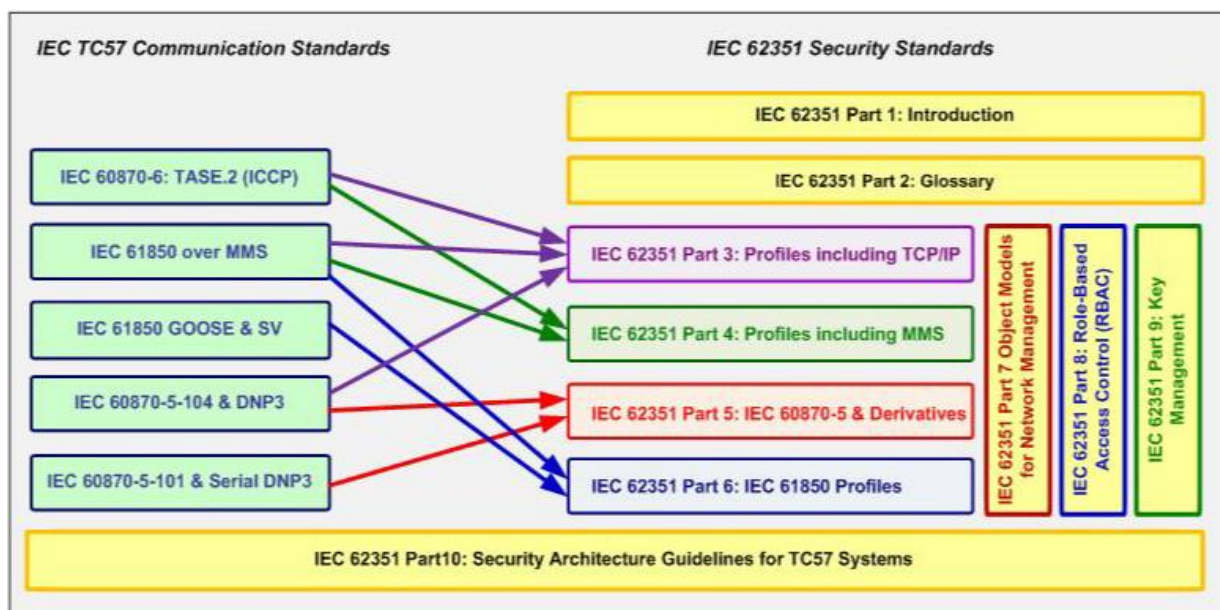 IEC TC57 Communication Standards
IEC 62351 Security Standards
IEC 62351 Part 1: Introduction
IEC 62351 Part 2: Glossary
IEC 60870-6: TASE.2 (ICCP)
IEC 61850 over MMS
IEC 61850 GOOSE & SV
IEC 60870-5-104 & DNP3
IEC 60870-5-101 & Serial DNP3
IEC 62351 Part 3: Profiles including TCP/IP
IEC 62351 Part 4: Profiles including MMS
IEC 62351 Part 5: IEC 60870-5 & Derivatives
IEC 62351 Part 6: IEC 61850 Profiles
IEC 62351 Part 7 Object Models
for Network Management
IEC 62351 Part 8: Role-Based
Access Control (RBAC)
IEC 62351 Part 9: Key
Management
IEC 62351 Part10: Security Architecture Guidelines for TC57 Systems